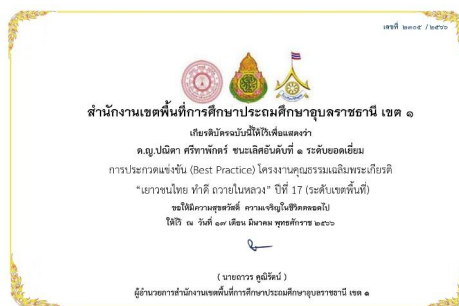 เลขที่ ๒๓๐๕ /๒๕๖๖
สำนักงานเขตพื้นที่การศึกษาประถมศึกษาอุบลราชธานี เขต ๑
เกียรติบัตรฉบับนี้ให้ไว้เพื่อแสดงว่า
ด.ญ.ปณิตา ศรีทาพักตร์ ชนะเลิศอันดับที่ ๑ ระดับยอดเยี่ยม
การประกวดแข่งขัน (Best Practice) โครงงานคุณธรรมเฉลิมพระเกียรติ
"เยาวชนไทย ทำดี ถวายในหลวง" ปีที่ 17 (ระดับเขตพื้นที่)
ขอให้มีความสุขสวัสดิ์ ความเจริญในชีวิตตลอดไป
ให้ไว้ ณ วันที่ ๑๗ เดือน มีนาคม พุทธศักราช ๒๕๖๖
( นายถาวร คูณิรัตน์ )
ผู้อำนวยการสำนักงานเขตพื้นที่การศึกษาประถมศึกษาอุบลราชธานี เขต ๑